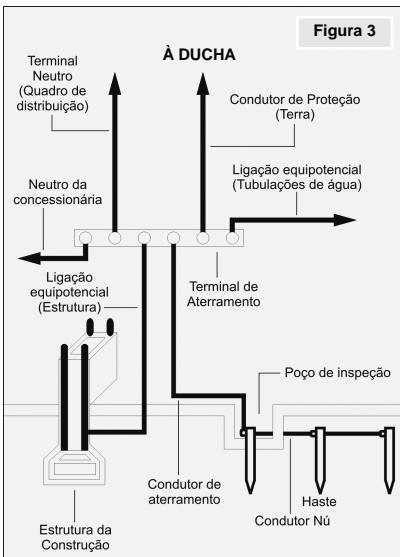 Figura 3
À DUCHA
Terminal
Neutro
(Quadro de
distribuição)
Condutor de Proteção
(Terra)
Ligação equipotencial
(Tubulações de água)
Neutro da
concessionária
Ligação
equipotencial
(Estrutura)
Terminal de
Aterramento
Poço de inspeção
Condutor de
aterramento
Haste
Condutor Nú
Estrutura da
Construção